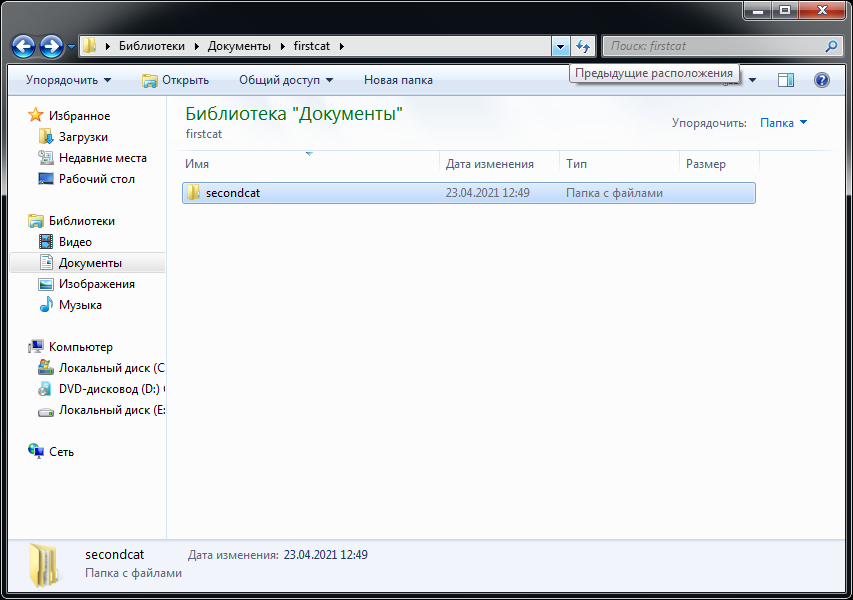 Библиотеки Документы firstcat
Поиск: firstcat
Предыдущие расположения
Упорядочить Открыть Общий доступ Новая папка
Библиотека "Документы"
firstcat
Упорядочить: Папка
Имя Дата изменения Тип Размер
secondcat 23.04.2021 12:49 Папка с файлами
Избранное
Загрузки
Недавние места
Рабочий стол
Библиотеки
Видео
Документы
Изображения
Музыка
Компьютер
Локальный диск (C
DVD-дисковод (D:)
Локальный диск (E:
Сеть
secondcat Дата изменения: 23.04.2021 12:49
Папка с файлами